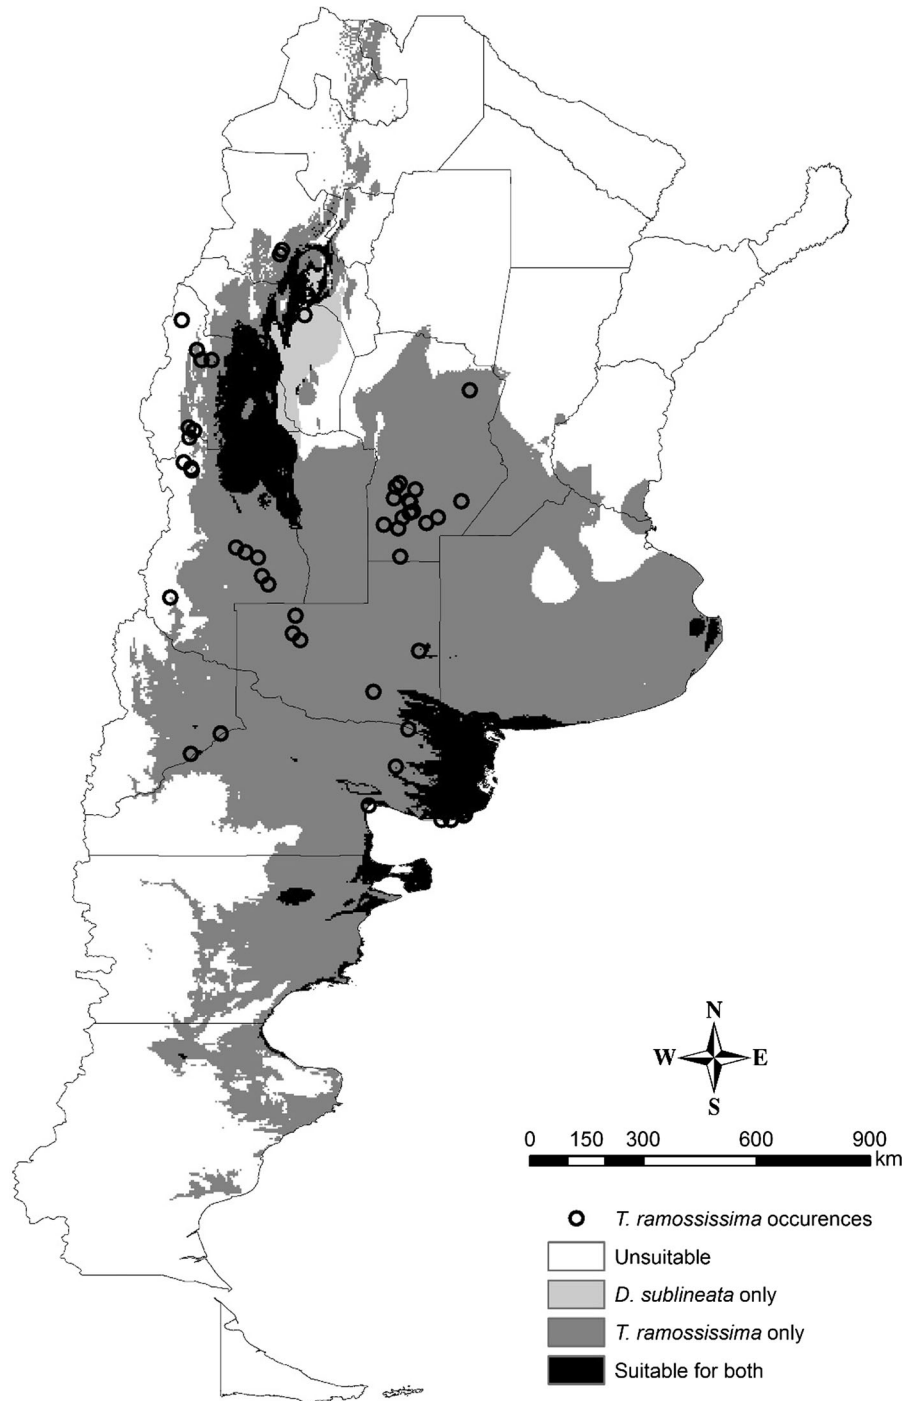 N
W E
S
0 150 300 600 900
km
T. ramossissima occurences
Unsuitable
D. sublineata only
T. ramossissima only
Suitable for both